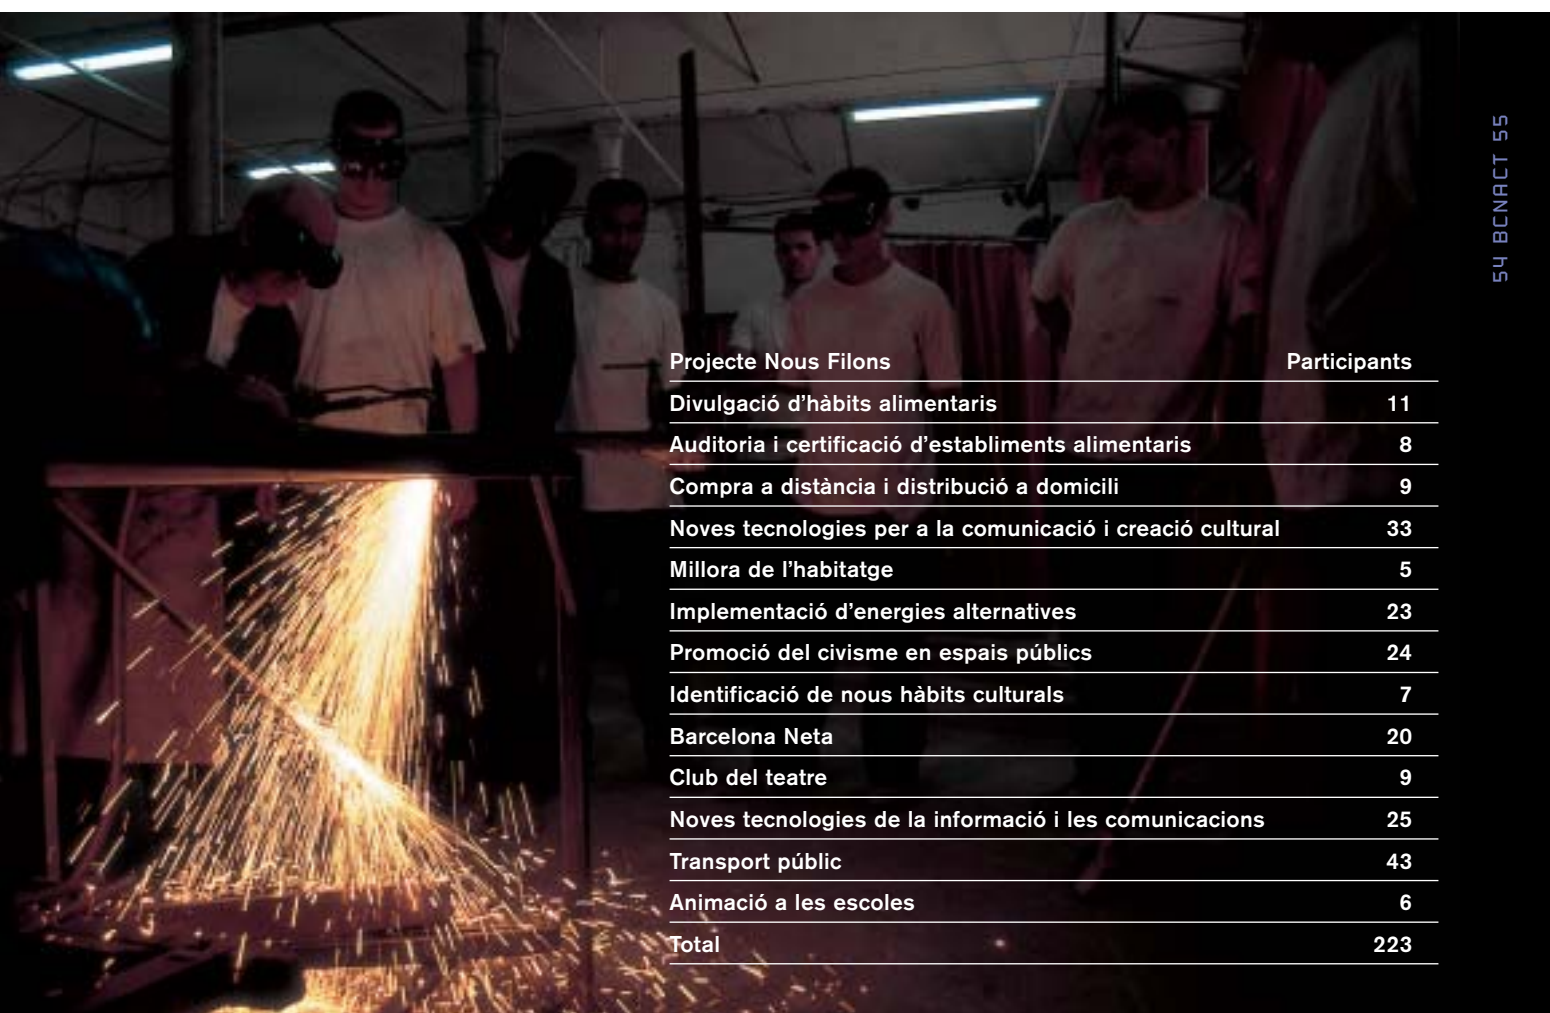 54 BCNACT 55
Projecte Nous Filons Participants
Divulgació d'hàbits alimentaris 11
Auditoria i certificació d'establiments alimentaris 8
Compra a distància i distribució a domicili 9
Noves tecnologies per a la comunicació i creació cultural 33
Millora de l'habitatge 5
Implementació d'energies alternatives 23
Promoció del civisme en espais públics 24
Identificació de nous hàbits culturals 7
Barcelona Neta 20
Club del teatre 9
Noves tecnologies de la informació i les comunicacions 25
Transport públic 43
Animació a les escoles 6
Total 223